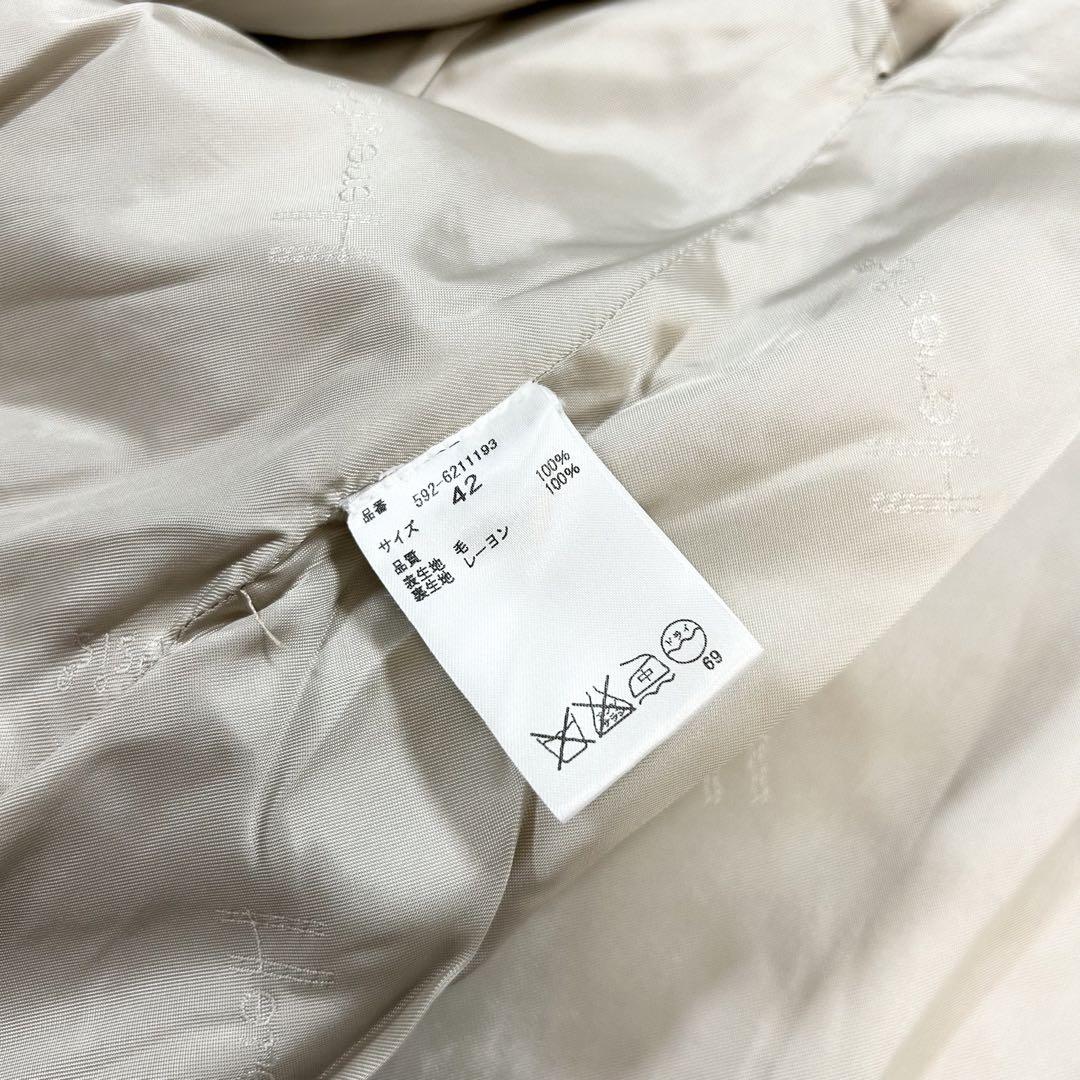 品番 592-6211193
サイズ 42
品質
表生地 毛 100%
裏生地 レーヨン 100%
中
ドライ
69